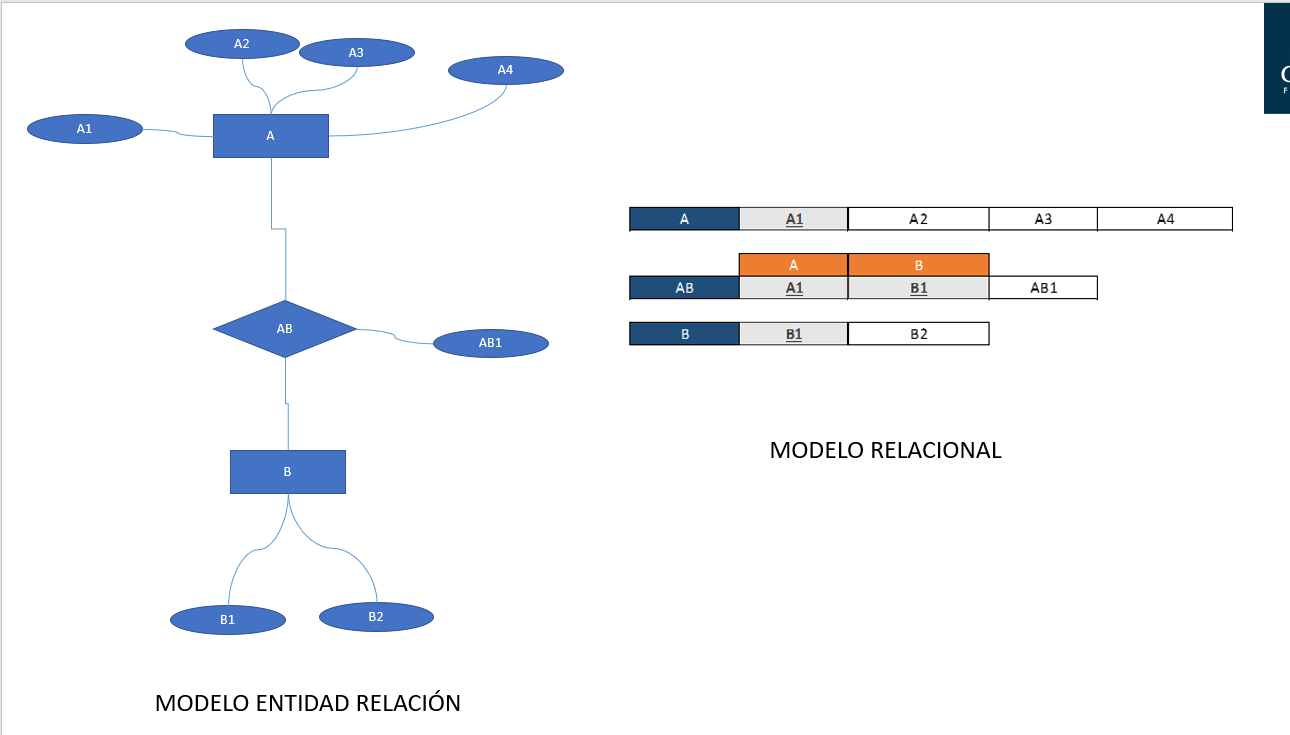 A2
A3
A4
A1
A
AB
AB1
B
B1
B2
MODELO ENTIDAD RELACIÓN
A A1 A2 A3 A4
A B
AB A1 B1 AB1
B B1 B2
MODELO RELACIONAL